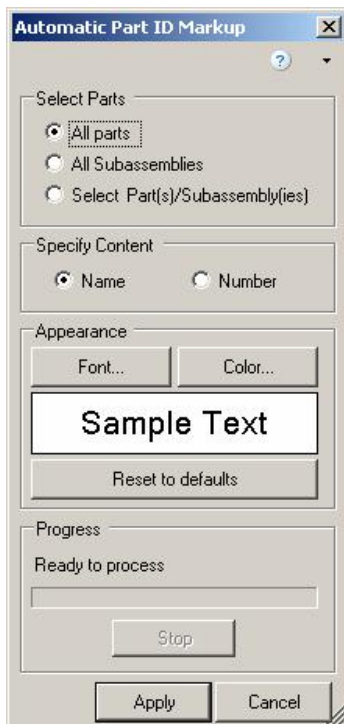 Automatic Part ID Markup
Select Parts
All parts
All Subassemblies
Select Part(s)/Subassembly(ies)
Specify Content
Name Number
Appearance
Font... Color...
Sample Text
Reset to defaults
Progress
Ready to process
Stop
Apply Cancel